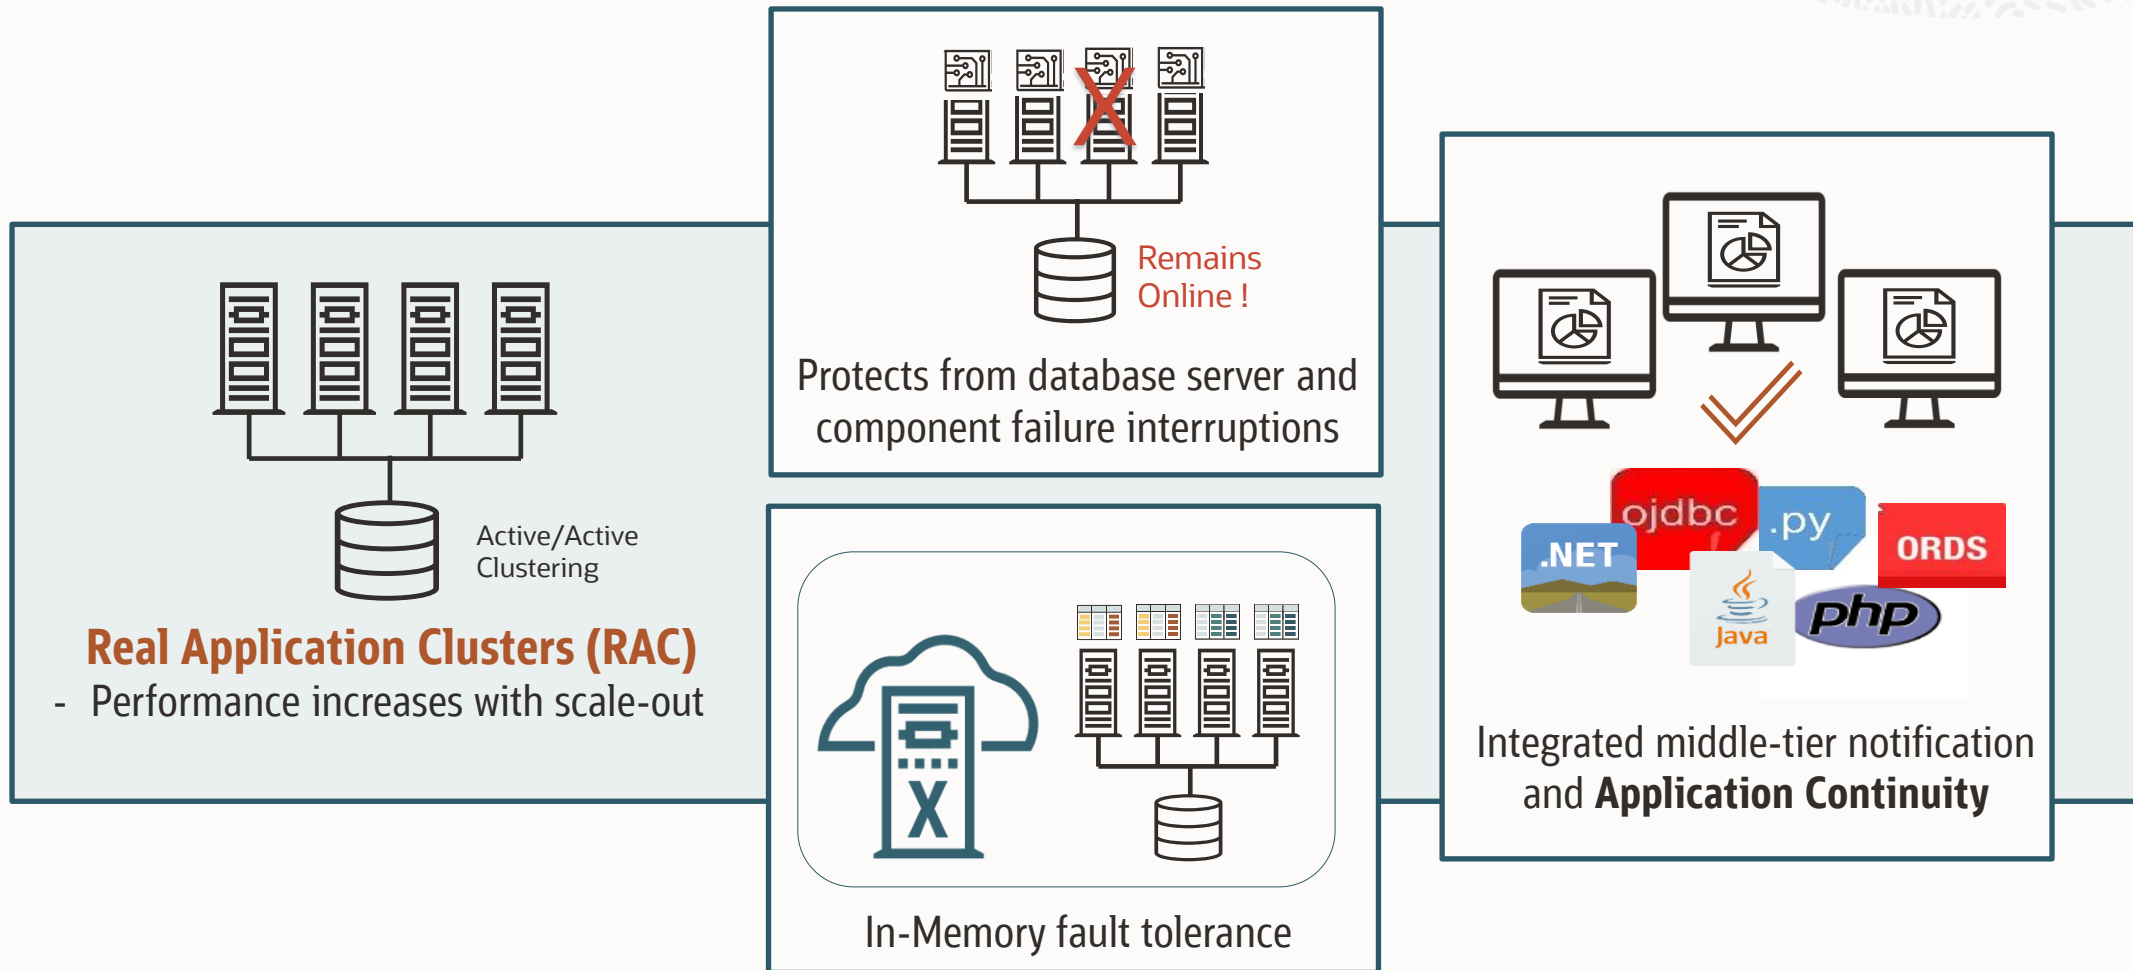 Active/Active
Clustering
Real Application Clusters (RAC)
- Performance increases with scale-out
X
Remains
Online !
Protects from database server and
component failure interruptions
X
In-Memory fault tolerance
ojdbc
.py
.NET
ORDS
Java
php
Integrated middle-tier notification
and Application Continuity